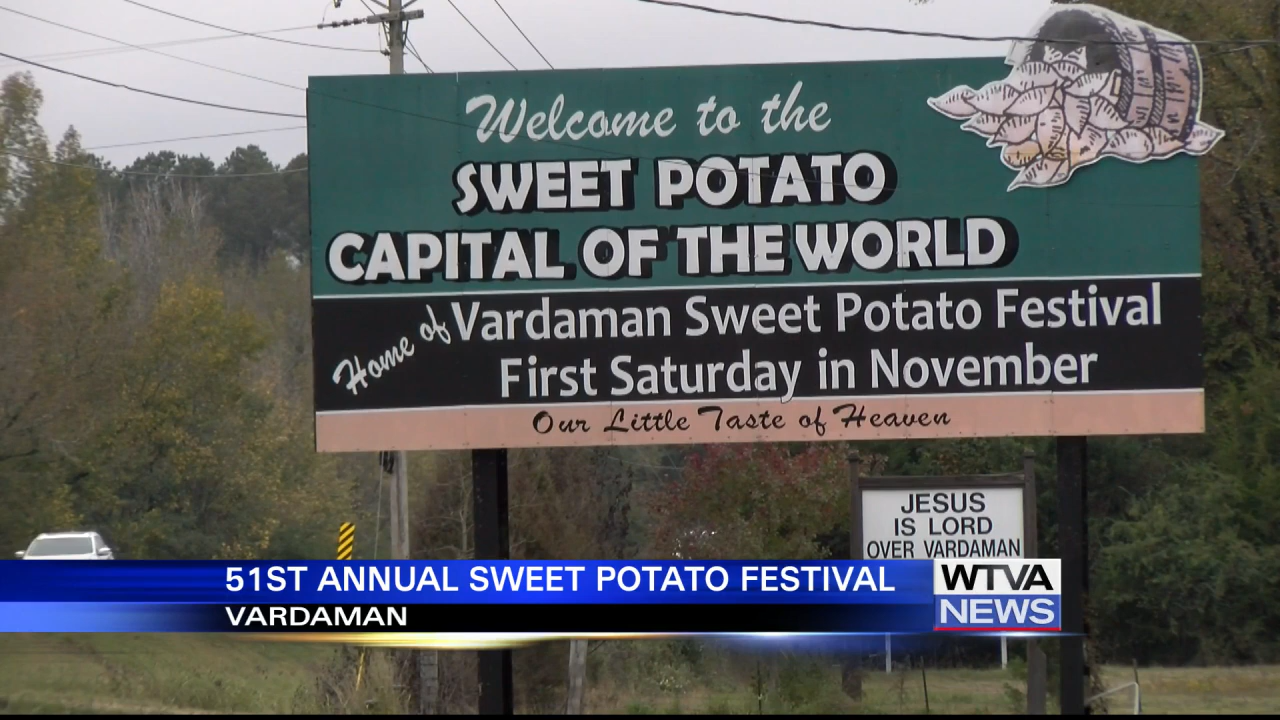 Welcome to the
SWEET POTATO
CAPITAL OF THE WORLD
Home of Vardaman Sweet Potato Festival
First Saturday in November
Our Little Taste of Heaven
JESUS
IS LORD
OVER VARDAMAN
51ST ANNUAL SWEET POTATO FESTIVAL
VARDAMAN
WTVA
NEWS